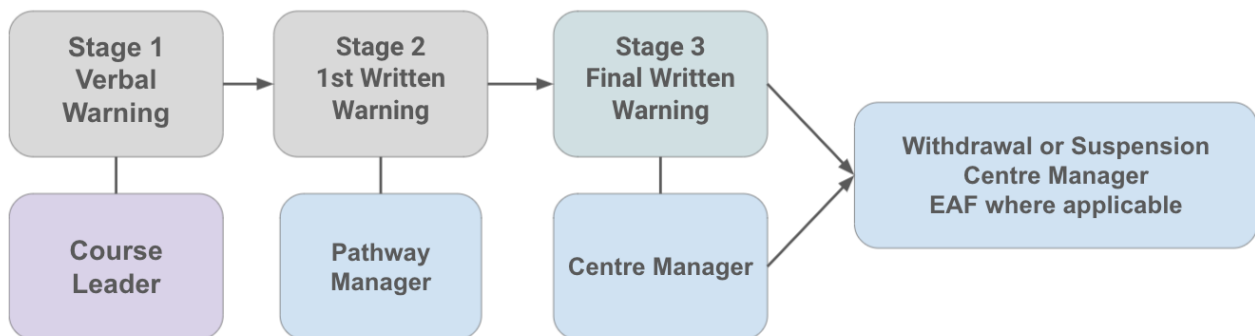 Stage 1
Verbal
Warning
Stage 2
1st Written
Warning
Stage 3
Final Written
Warning
Withdrawal or Suspension
Centre Manager
EAF where applicable
Course
Leader
Pathway
Manager
Centre Manager